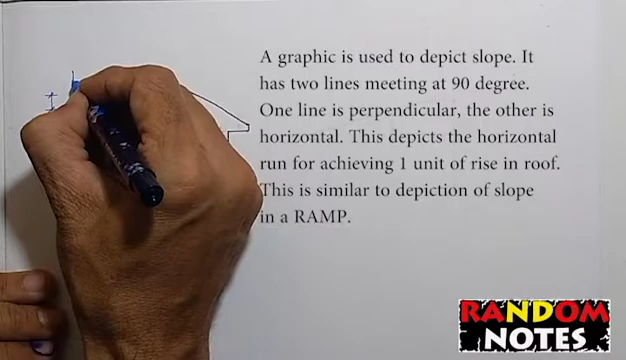 A graphic is used to depict slope. It
has two lines meeting at 90 degree.
One line is perpendicular, the other is
horizontal. This depicts the horizontal
run for achieving 1 unit of rise in roof.
This is similar to depiction of slope
in a RAMP.
RANDOM
NOTES